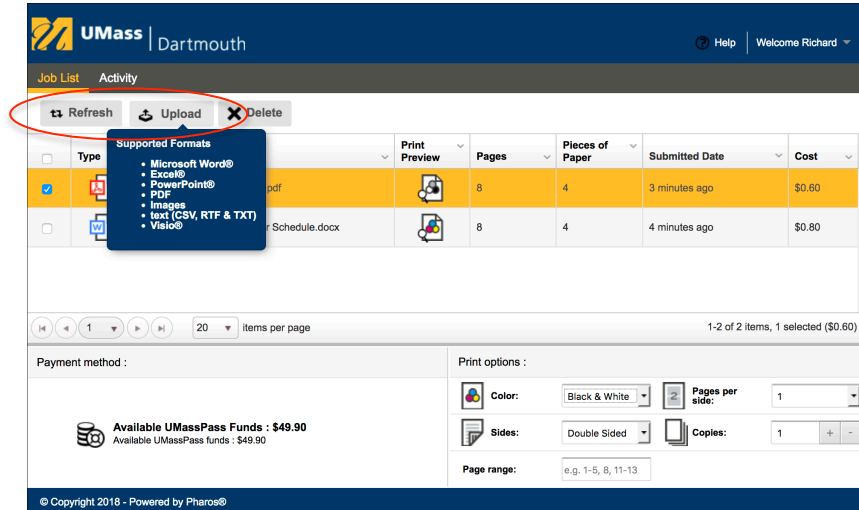 UMass | Dartmouth
Help
Welcome Richard
Job List Activity
Refresh Upload Delete
Supported Formats
• Microsoft Word®
• Excel®
• PowerPoint®
• PDF
• Images
• text (CSV, RTF & TXT)
• Visio®
Type Print Preview Pages Pieces of Paper Submitted Date Cost
pdf 8 4 3 minutes ago $0.60
r Schedule.docx 8 4 4 minutes ago $0.80
1 20 items per page 1-2 of 2 items, 1 selected ($0.60)
Payment method :
Available UMassPass Funds : $49.90
Available UMassPass funds : $49.90
Print options :
Color: Black & White 2 Pages per side: 1
Sides: Double Sided Copies: 1 + -
Page range: e.g. 1-5, 8, 11-13
© Copyright 2018 - Powered by Pharos®